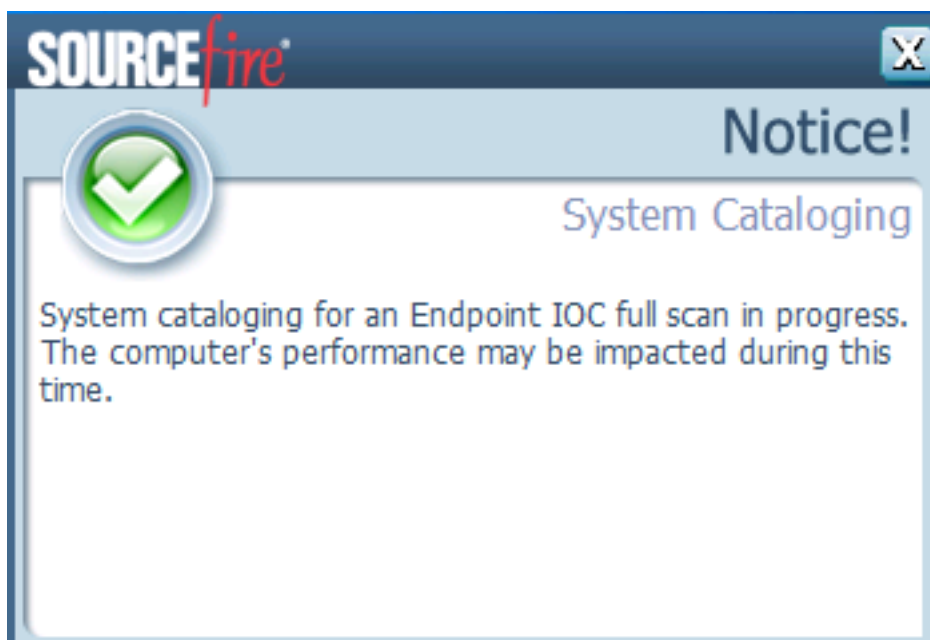 SOURCEfire®
X
Notice!
System Cataloging
System cataloging for an Endpoint IOC full scan in progress.
The computer's performance may be impacted during this
time.